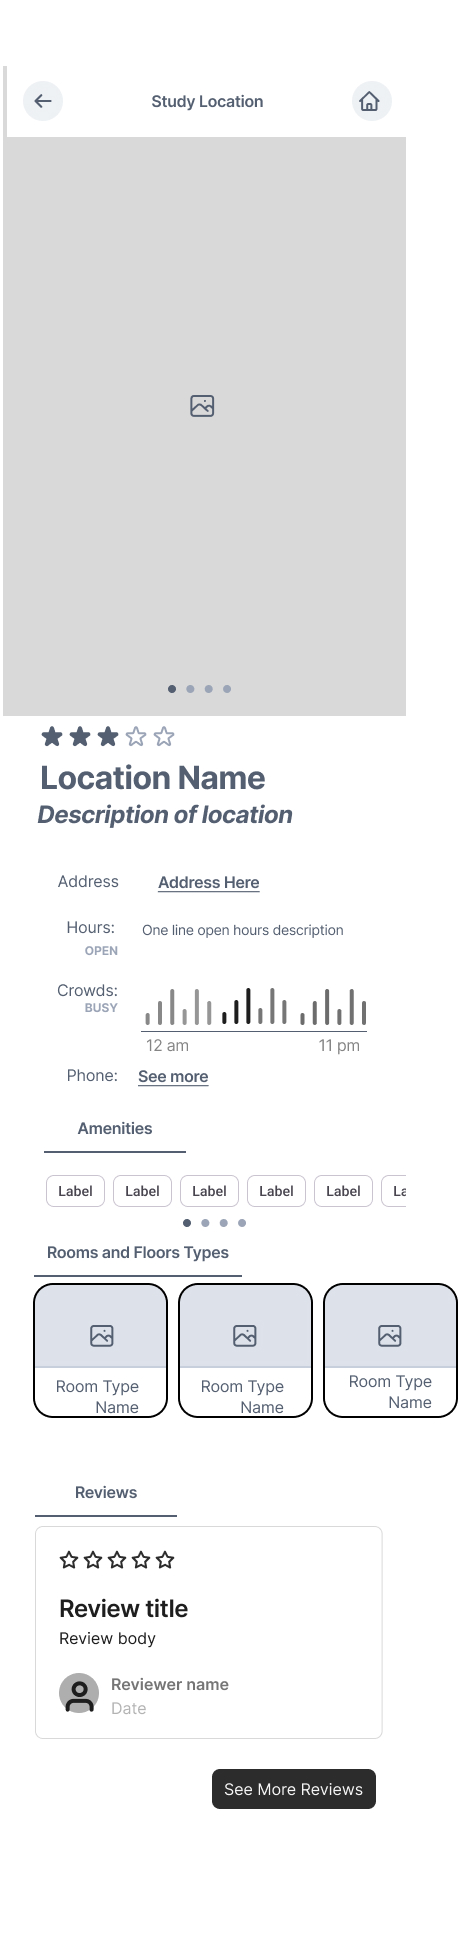 Study Location
Location Name
Description of location
Address
Address Here
Hours:
One line open hours description
OPEN
Crowds:
BUSY
12 am
11 pm
Phone:
See more
Amenities
Label
Label
Label
Label
Label
La
Rooms and Floors Types
Room Type
Name
Room Type
Name
Room Type
Name
Reviews
Review title
Review body
Reviewer name
Date
See More Reviews